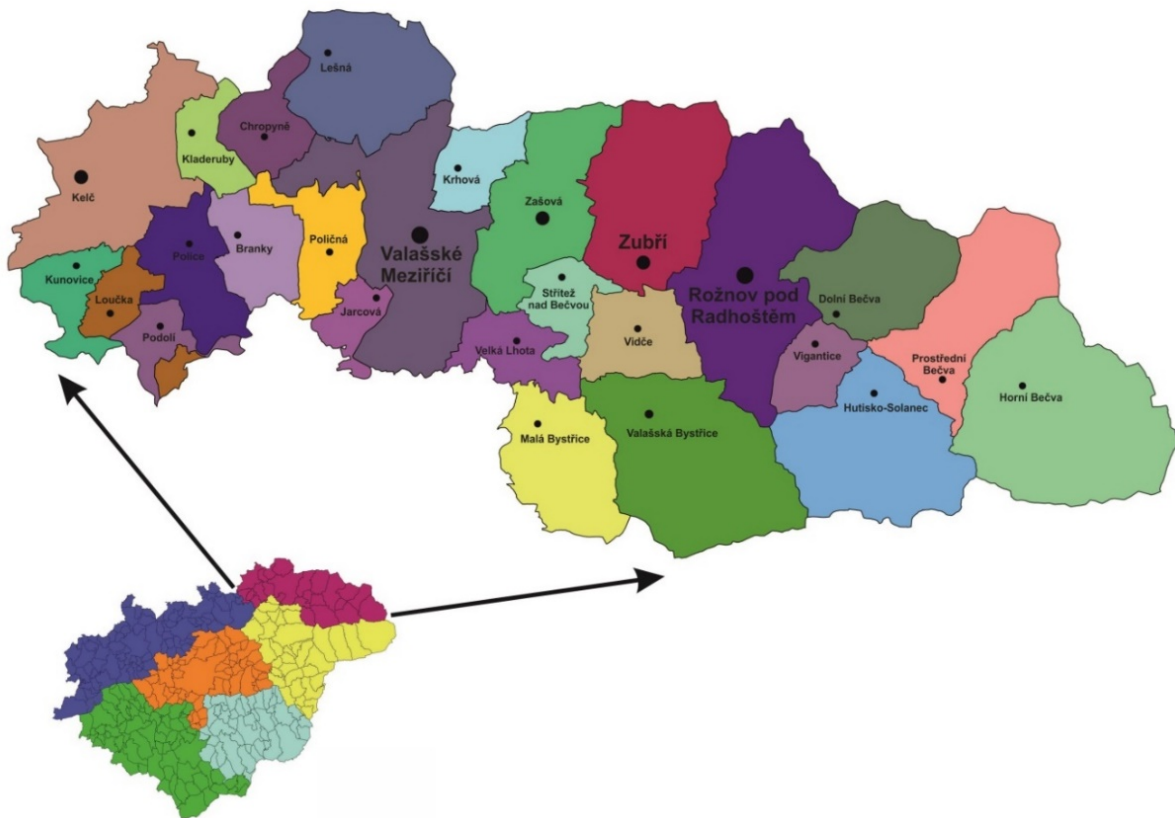 Lešná
Chropyně
Kladeruby
Kelč
Krhová
Zašová
Police
Branky
Poličná
Valašské
Meziříčí
Zubří
Kunovice
Loučka
Podolí
Jarcová
Střítež
nad Bečvou
Rožnov pod
Radhoštěm
Dolní Bečva
Velká Lhota
Vidče
Vigantice
Prostřední
Bečva
Hutisko-Solanec
Horní Bečva
Malá Bystřice
Valašská Bystřice